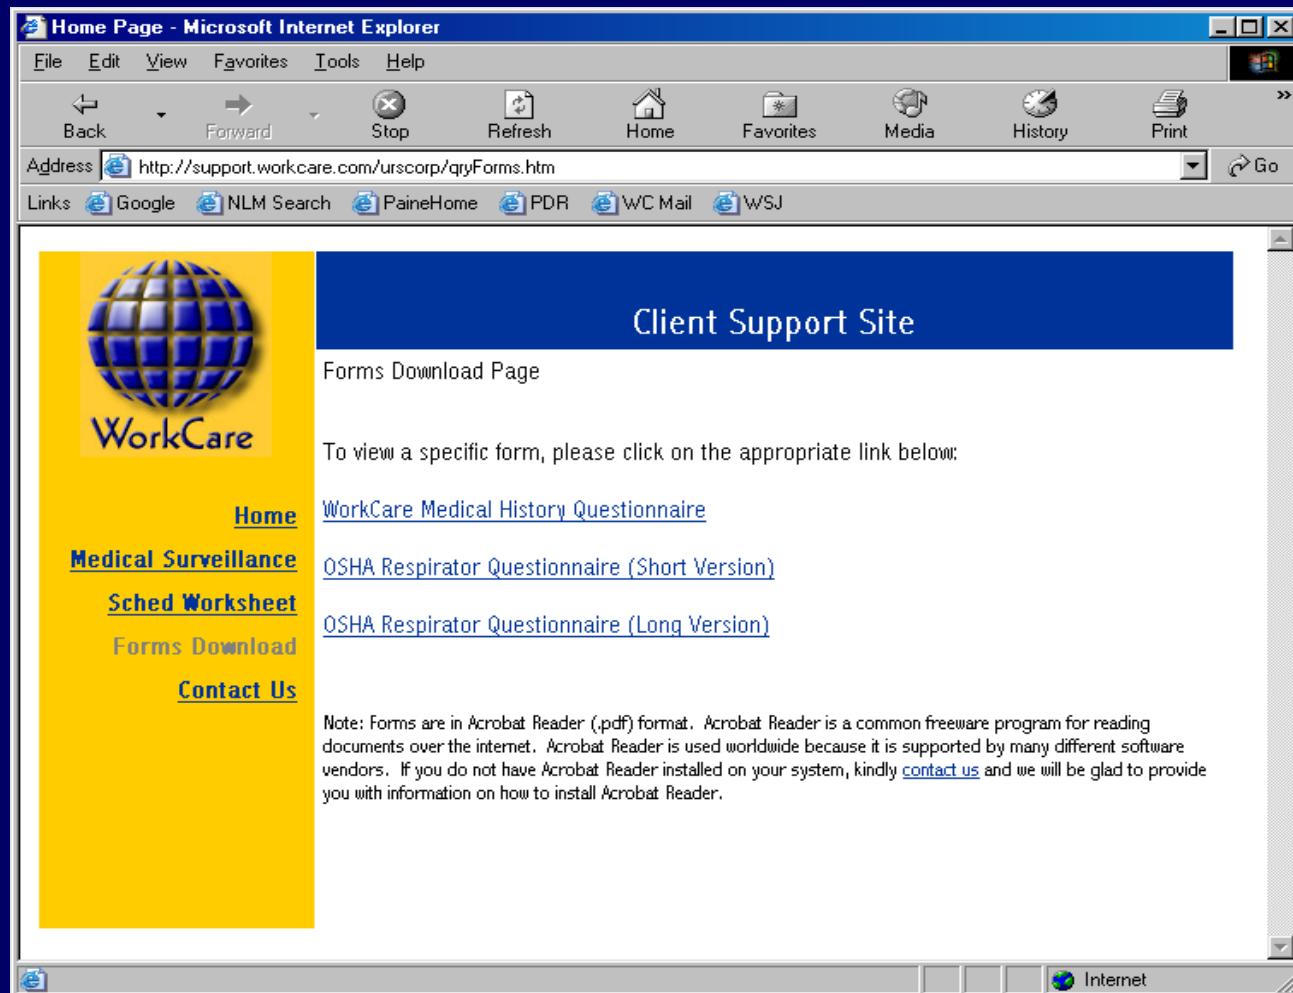 Home Page - Microsoft Internet Explorer
File Edit View Favorites Tools Help
Back Forward Stop Refresh Home Favorites Media History Print »
Address http://support.workcare.com/urscorp/qryForms.htm Go
Links Google NLM Search PaineHome PDR WC Mail WSJ
WorkCare
Home
Medical Surveillance
Sched Worksheet
Forms Download
Contact Us
Client Support Site
Forms Download Page
To view a specific form, please click on the appropriate link below:
WorkCare Medical History Questionnaire
OSHA Respirator Questionnaire (Short Version)
OSHA Respirator Questionnaire (Long Version)
Note: Forms are in Acrobat Reader (.pdf) format. Acrobat Reader is a common freeware program for reading
documents over the internet. Acrobat Reader is used worldwide because it is supported by many different software
vendors. If you do not have Acrobat Reader installed on your system, kindly contact us and we will be glad to provide
you with information on how to install Acrobat Reader.
Internet